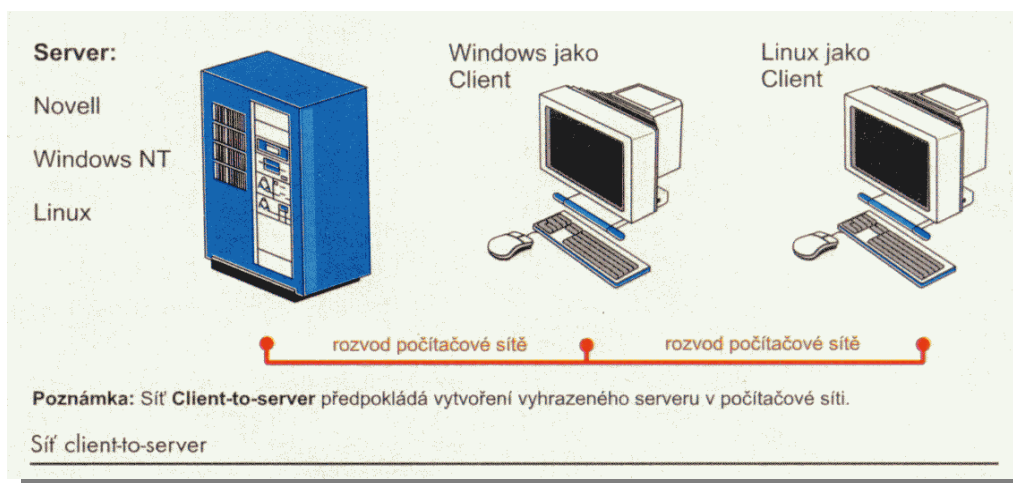 Server:
Novell
Windows NT
Linux
Windows jako
Client
Linux jako
Client
rozvod počítačové sítě
rozvod počítačové sítě
Poznámka: Síť Client-to-server předpokládá vytvoření vyhrazeného serveru v počítačové síti.
Síť client-to-server